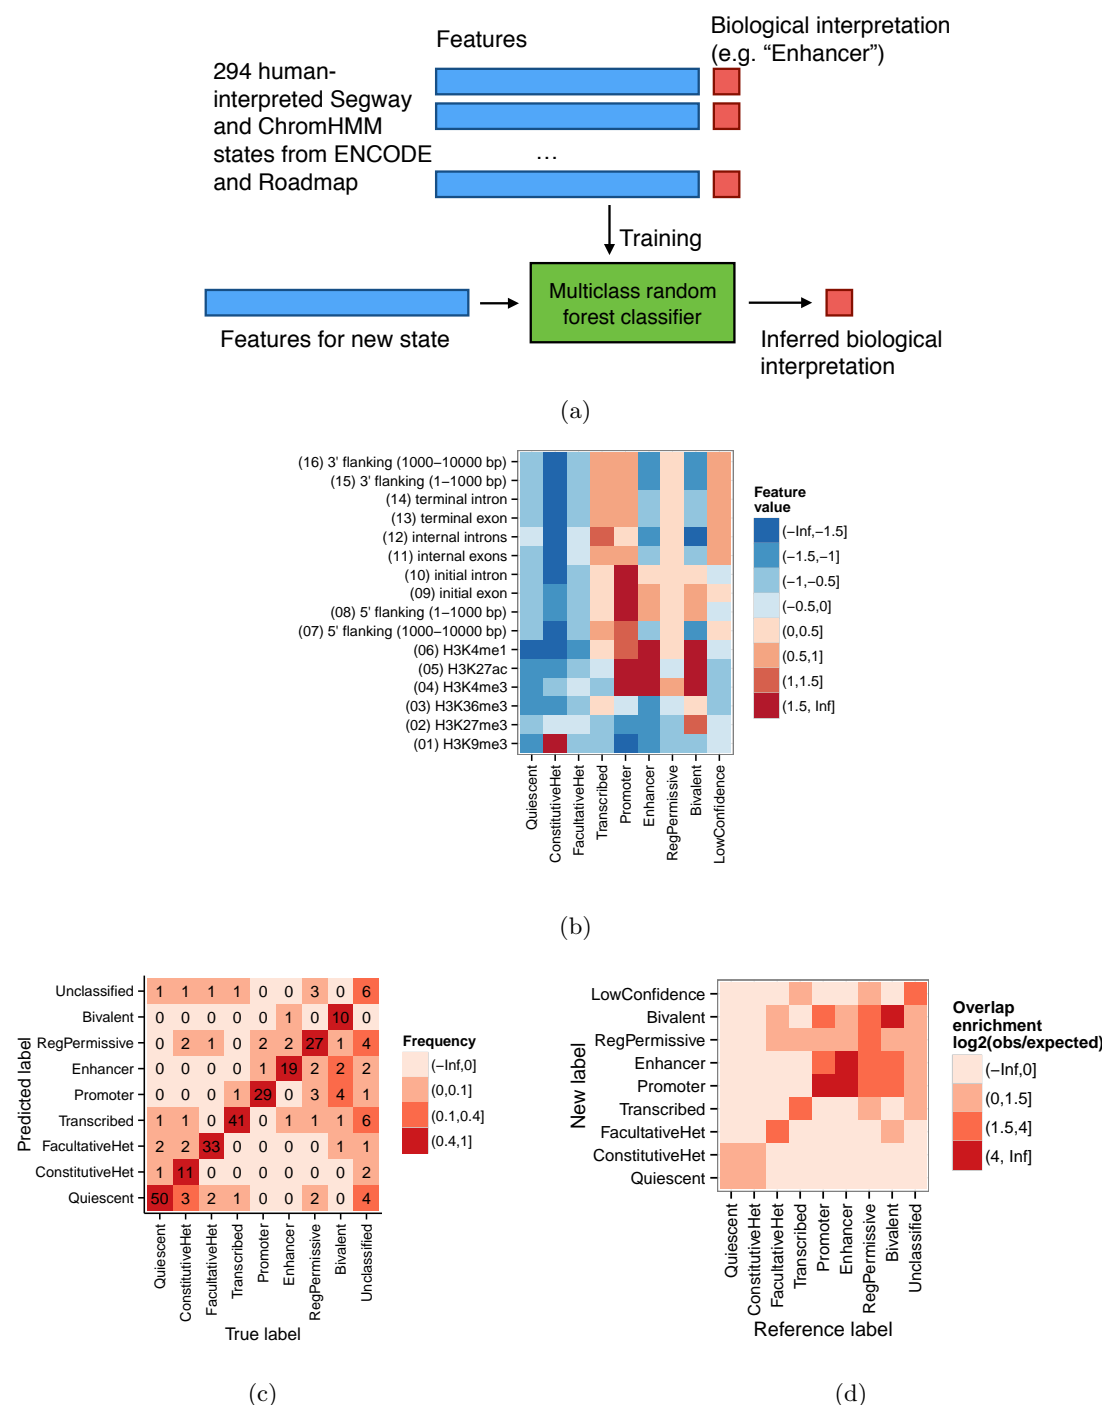 Features
Biological interpretation
(e.g. “Enhancer”)
294 human-
interpreted Segway
and ChromHMM
states from ENCODE
and Roadmap
...
Training
Multiclass random
forest classifier
Features for new state
Inferred biological
interpretation
(a)
(16) 3' flanking (1000−10000 bp)
(15) 3' flanking (1−1000 bp)
(14) terminal intron
(13) terminal exon
(12) internal introns
(11) internal exons
(10) initial intron
(09) initial exon
(08) 5' flanking (1−1000 bp)
(07) 5' flanking (1000−10000 bp)
(06) H3K4me1
(05) H3K27ac
(04) H3K4me3
(03) H3K36me3
(02) H3K27me3
(01) H3K9me3
Quiescent
ConstitutiveHet
FacultativeHet
Transcribed
Promoter
Enhancer
RegPermissive
Bivalent
LowConfidence
Feature
value
(−Inf,−1.5]
(−1.5,−1]
(−1,−0.5]
(−0.5,0]
(0,0.5]
(0.5,1]
(1,1.5]
(1.5, Inf]
(b)
Predicted label
Unclassified 1 1 1 1 0 0 3 0 6
Bivalent 0 0 0 0 0 1 0 10 0
RegPermissive 0 2 1 0 2 2 27 1 4
Enhancer 0 0 0 0 1 19 2 2 2
Promoter 0 0 0 1 29 0 3 4 1
Transcribed 1 1 0 41 0 1 1 1 6
FacultativeHet 2 2 33 0 0 0 0 1 1
ConstitutiveHet 1 11 0 0 0 0 0 0 2
Quiescent 50 3 2 1 0 0 2 0 4
Quiescent
ConstitutiveHet
FacultativeHet
Transcribed
Promoter
Enhancer
RegPermissive
Bivalent
Unclassified
True label
Frequency
(−Inf,0]
(0,0.1]
(0.1,0.4]
(0.4,1]
(c)
New label
LowConfidence
Bivalent
RegPermissive
Enhancer
Promoter
Transcribed
FacultativeHet
ConstitutiveHet
Quiescent
Quiescent
ConstitutiveHet
FacultativeHet
Transcribed
Promoter
Enhancer
RegPermissive
Bivalent
Unclassified
Reference label
Overlap
enrichment
log2(obs/expected)
(−Inf,0]
(0,1.5]
(1.5,4]
(4, Inf]
(d)